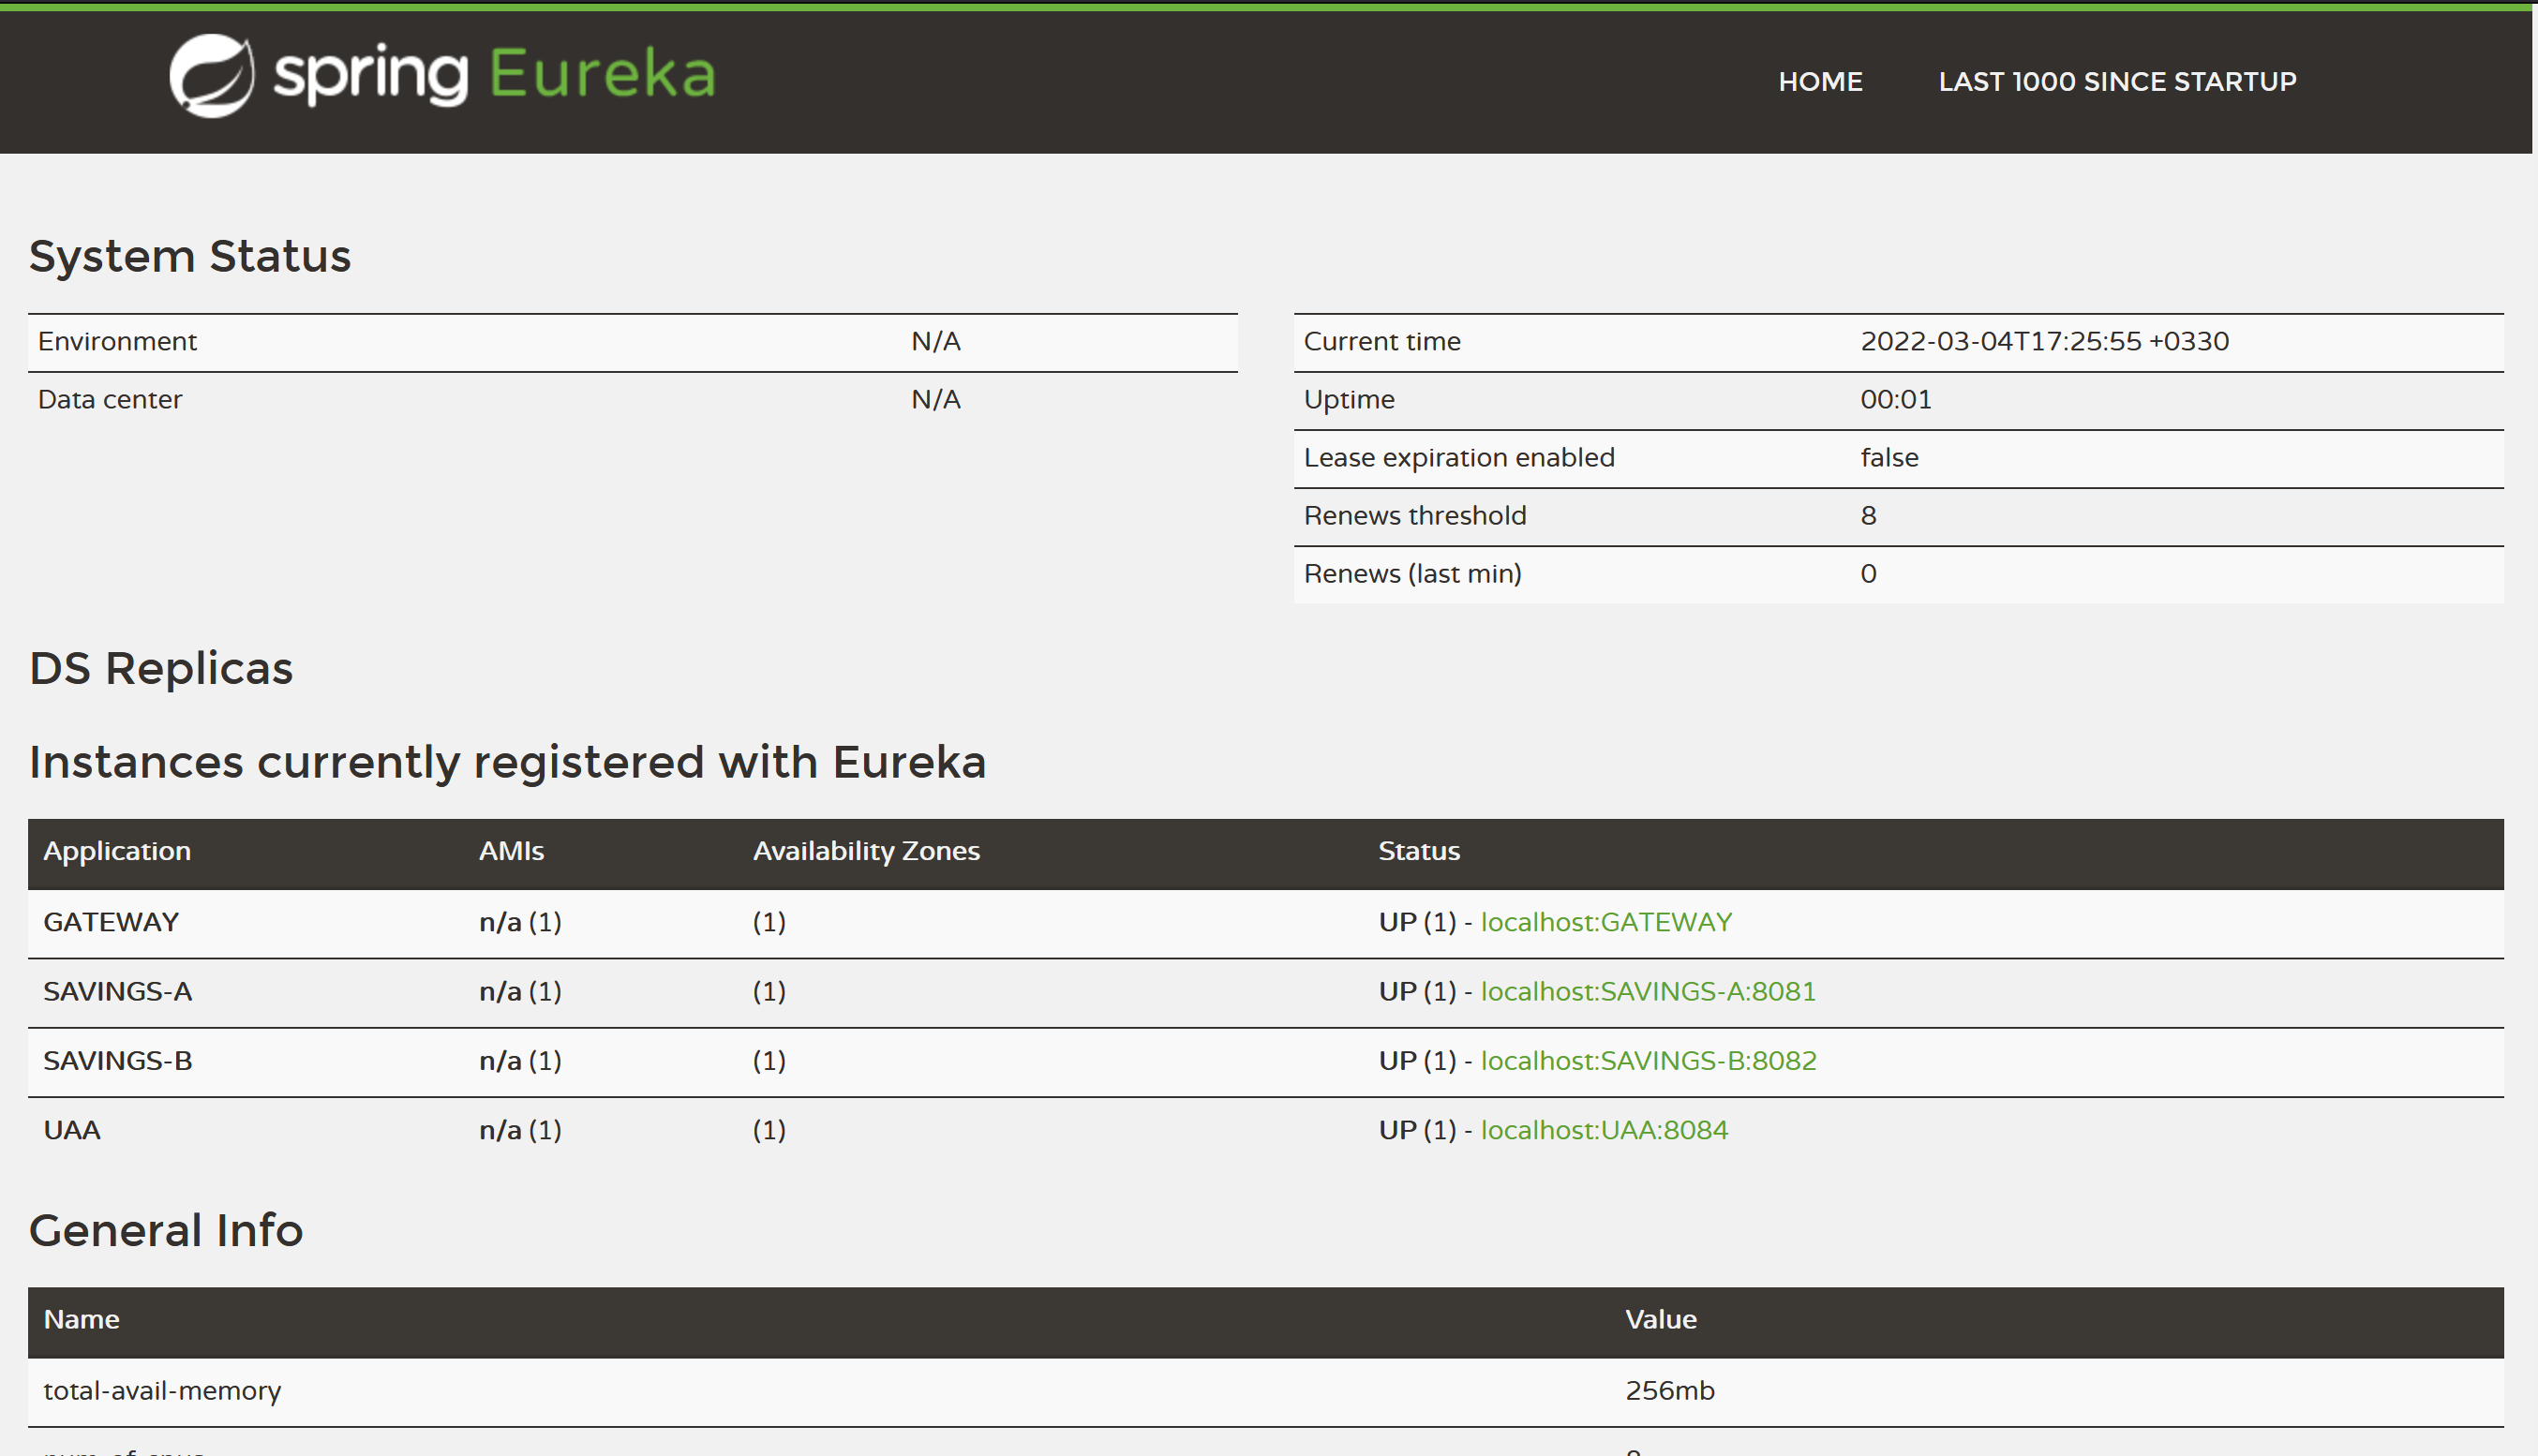 spring Eureka
HOME LAST 1000 SINCE STARTUP
System Status
Environment N/A
Data center N/A
Current time 2022-03-04T17:25:55 +0330
Uptime 00:01
Lease expiration enabled false
Renews threshold 8
Renews (last min) 0
DS Replicas
Instances currently registered with Eureka
Application AMIs Availability Zones Status
GATEWAY n/a (1) (1) UP (1) - localhost:GATEWAY
SAVINGS-A n/a (1) (1) UP (1) - localhost:SAVINGS-A:8081
SAVINGS-B n/a (1) (1) UP (1) - localhost:SAVINGS-B:8082
UAA n/a (1) (1) UP (1) - localhost:UAA:8084
General Info
Name Value
total-avail-memory 256mb